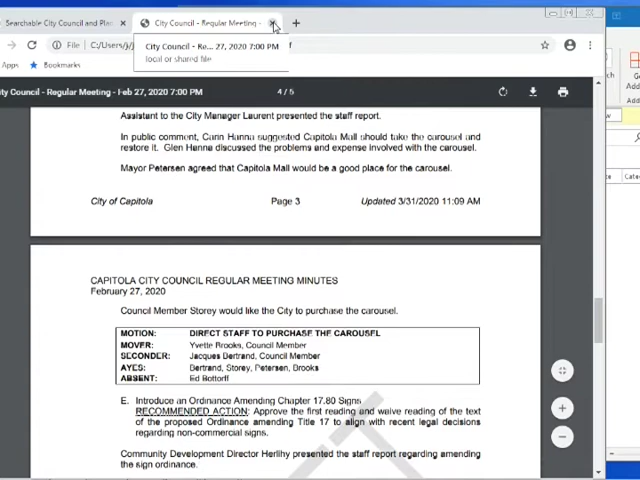 Searchable City Council and Plan
City Council - Regular Meeting -
File
C:/Users/j/
City Council - Re... 27, 2020 7:00 PM
local or shared file
Apps
Bookmarks
ity Council - Regular Meeting - Feb 27, 2020 7:00 PM
4 / 5
Assistant to the City Manager Laurent presented the staff report.
In public comment, Carin Hanna suggested Capitola Mall should take the carousel and
restore it. Glen Hanna discussed the problems and expense involved with the carousel.
Mayor Petersen agreed that Capitola Mall would be a good place for the carousel.
City of Capitola
Page 3
Updated 3/31/2020 11:09 AM
CAPITOLA CITY COUNCIL REGULAR MEETING MINUTES
February 27, 2020
Council Member Storey would like the City to purchase the carousel.
MOTION: DIRECT STAFF TO PURCHASE THE CAROUSEL
MOVER: Yvette Brooks, Council Member
SECONDER: Jacques Bertrand, Council Member
AYES: Bertrand, Storey, Petersen, Brooks
ABSENT: Ed Bottorff
E. Introduce an Ordinance Amending Chapter 17.80 Signs
RECOMMENDED ACTION: Approve the first reading and waive reading of the text
of the proposed Ordinance amending Title 17 to align with recent legal decisions
regarding non-commercial signs.
Community Development Director Herlihy presented the staff report regarding amending
the sign ordinance.